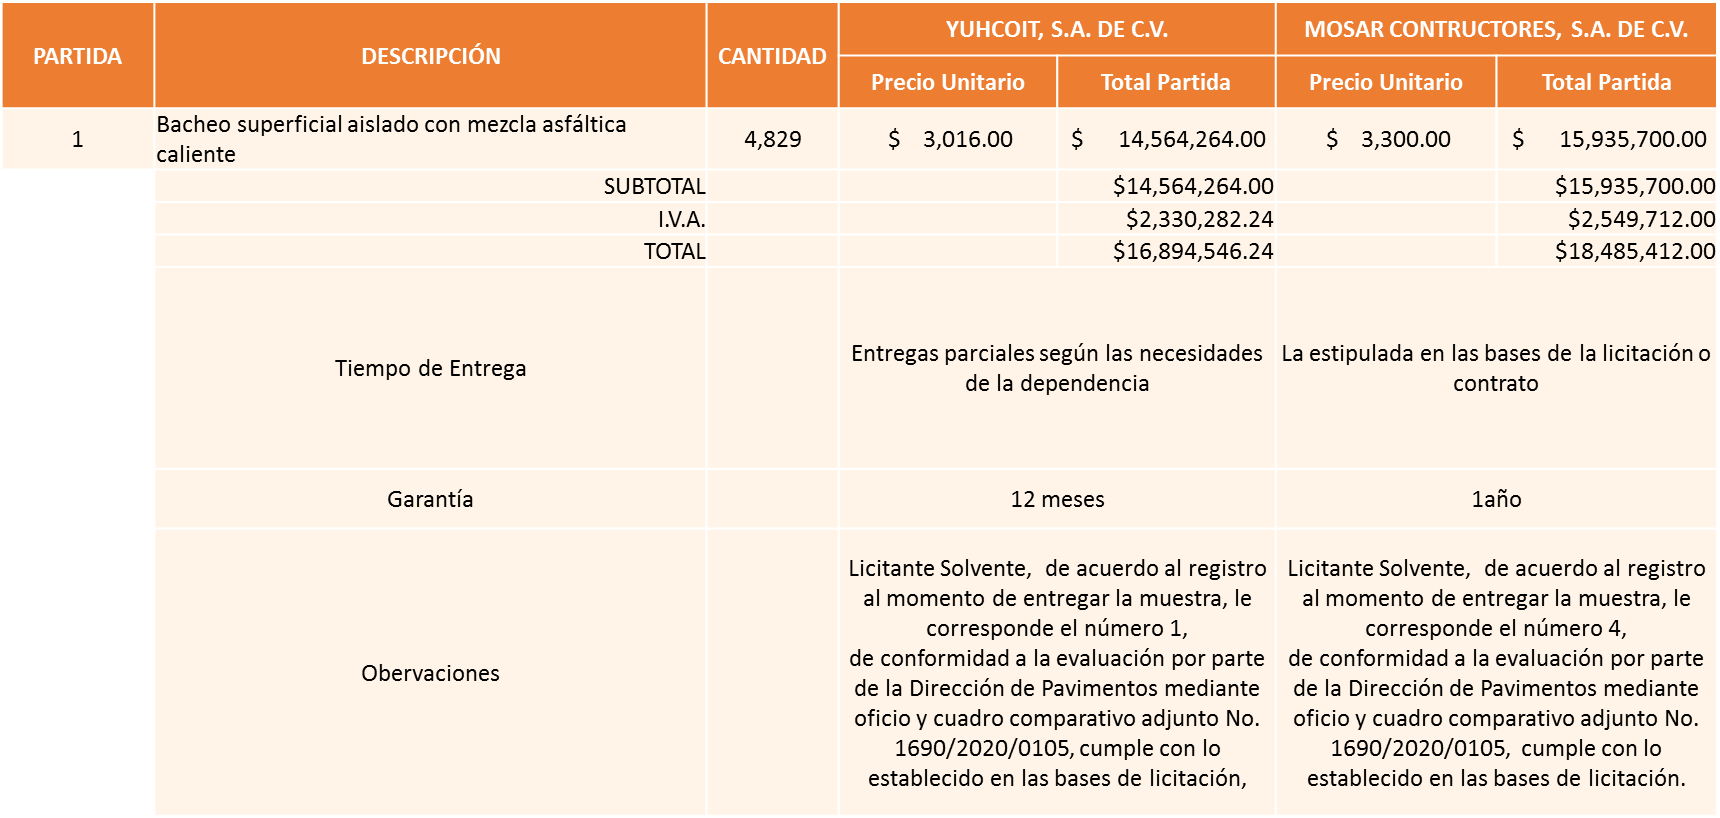 PARTIDA DESCRIPCIÓN CANTIDAD YUHCOIT, S.A. DE C.V. MOSAR CONTRUCTORES, S.A. DE C.V.
Precio Unitario Total Partida Precio Unitario Total Partida
1 Bacheo superficial aislado con mezcla asfáltica caliente 4,829 $ 3,016.00 $ 14,564,264.00 $ 3,300.00 $ 15,935,700.00
SUBTOTAL $14,564,264.00 $15,935,700.00
I.V.A. $2,330,282.24 $2,549,712.00
TOTAL $16,894,546.24 $18,485,412.00
Tiempo de Entrega
Entregas parciales según las necesidades
de la dependencia
La estipulada en las bases de la licitación o
contrato
Garantía 12 meses 1año
Obervaciones
Licitante Solvente, de acuerdo al registro
al momento de entregar la muestra, le
corresponde el número 1,
de conformidad a la evaluación por parte
de la Dirección de Pavimentos mediante
oficio y cuadro comparativo adjunto No.
1690/2020/0105, cumple con lo
establecido en las bases de licitación,
Licitante Solvente, de acuerdo al registro
al momento de entregar la muestra, le
corresponde el número 4,
de conformidad a la evaluación por parte
de la Dirección de Pavimentos mediante
oficio y cuadro comparativo adjunto No.
1690/2020/0105, cumple con lo
establecido en las bases de licitación.